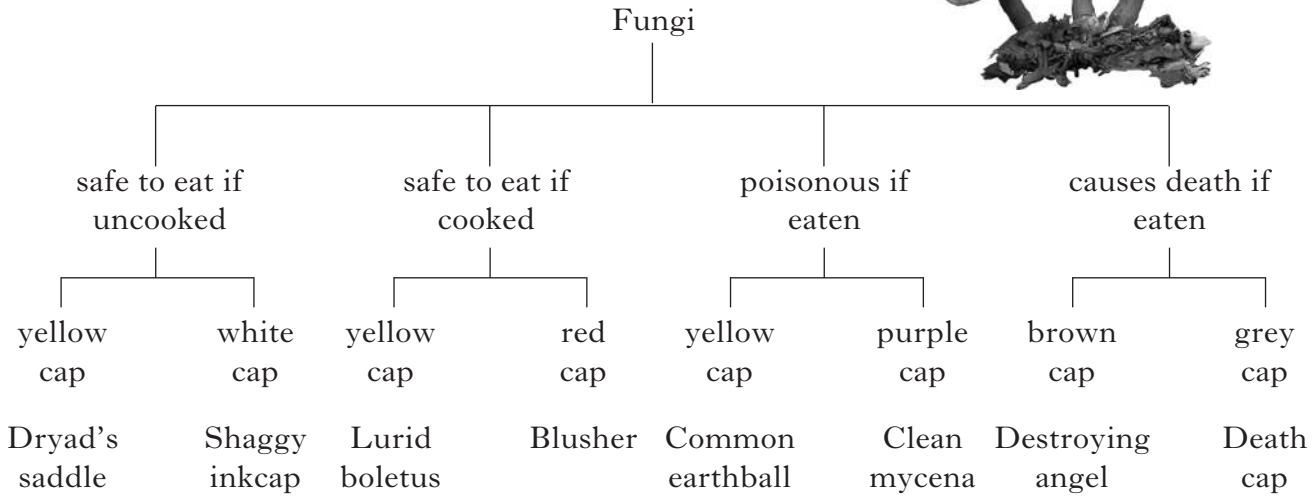 Fungi
safe to eat if
uncooked
safe to eat if
cooked
poisonous if
eaten
causes death if
eaten
yellow
cap
white
cap
yellow
cap
red
cap
yellow
cap
purple
cap
brown
cap
grey
cap
Dryad's
saddle
Shaggy
inkcap
Lurid
boletus
Blusher
Common
earthball
Clean
mycena
Destroying
angel
Death
cap